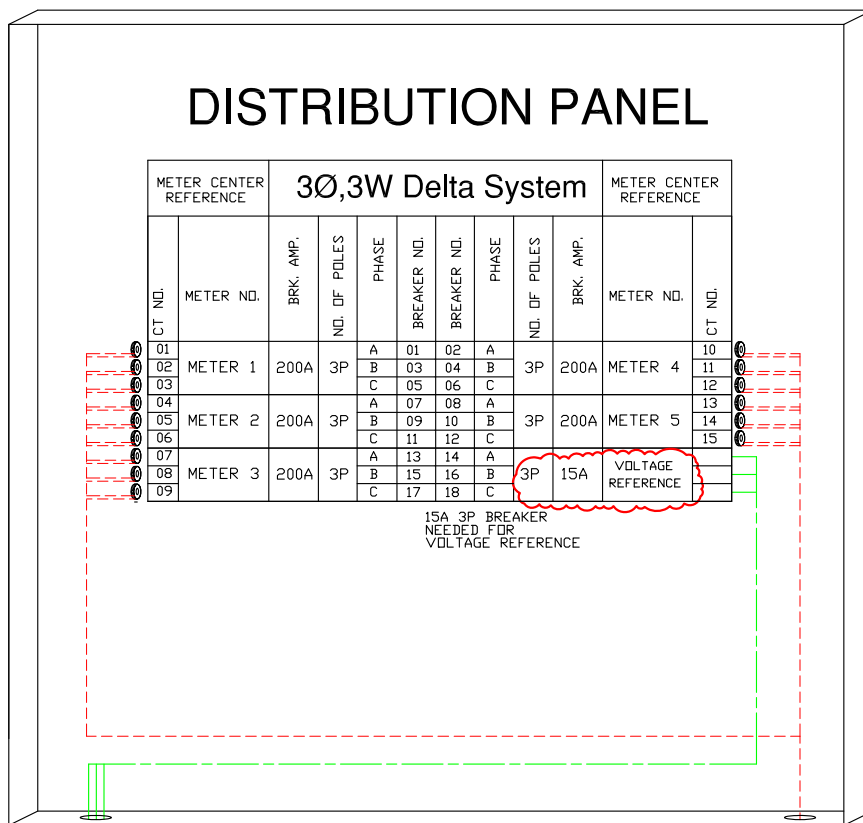 DISTRIBUTION PANEL
METER CENTER REFERENCE 3Ø,3W Delta System METER CENTER REFERENCE
CT NO. METER NO. BRK. AMP. NO. OF POLES PHASE BREAKER NO. BREAKER NO. PHASE NO. OF POLES BRK. AMP. METER NO. CT NO.
01 A 01 02 A 10
02 METER 1 200A 3P B 03 04 B 3P 200A METER 4 11
03 C 05 06 C 12
04 A 07 08 A 13
05 METER 2 200A 3P B 09 10 B 3P 200A METER 5 14
06 C 11 12 C 15
07 A 13 14 A
08 METER 3 200A 3P B 15 16 B 3P 15A VOLTAGE REFERENCE
09 C 17 18 C
15A 3P BREAKER
NEEDED FOR
VOLTAGE REFERENCE